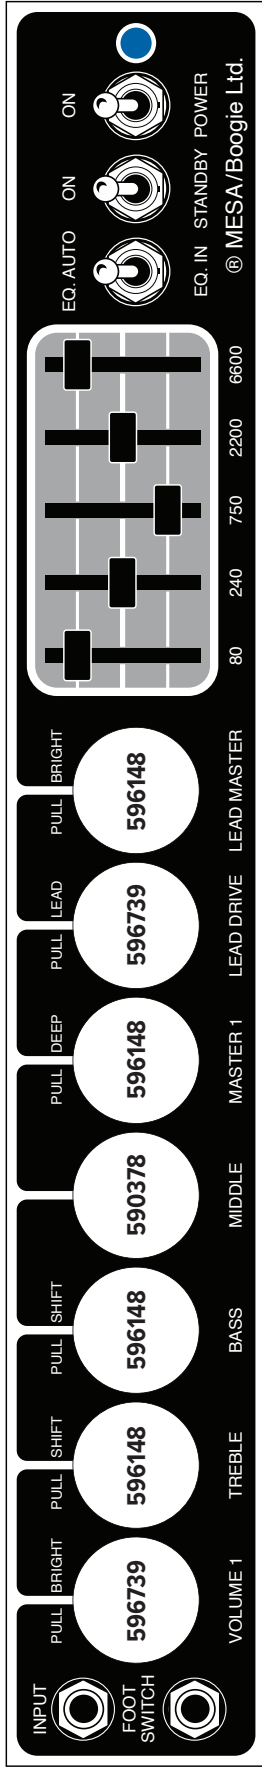 INPUT
FOOT
SWITCH
PULL BRIGHT
596739
VOLUME 1
PULL SHIFT
596148
TREBLE
PULL SHIFT
596148
BASS
590378
MIDDLE
PULL DEEP
596148
MASTER 1
PULL LEAD
596739
LEAD DRIVE
PULL BRIGHT
596148
LEAD MASTER
80
240
750
2200
6600
EQ. AUTO
EQ. IN
ON
STANDBY
ON
POWER
® MESA/Boogie Ltd.